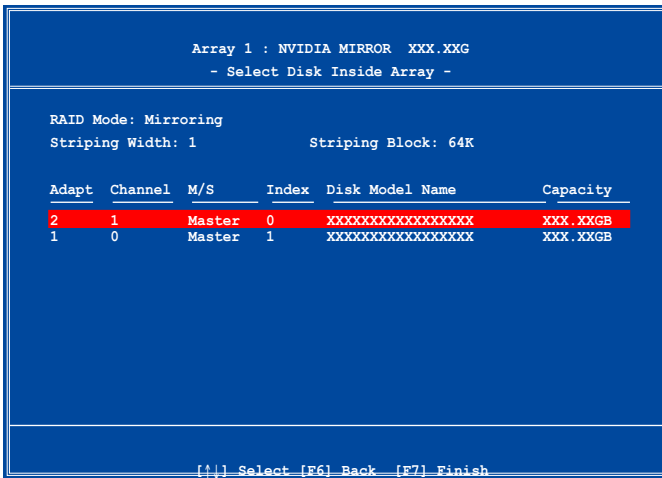 Array 1 : NVIDIA MIRROR XXX.XXG
- Select Disk Inside Array -
RAID Mode: Mirroring
Striping Width: 1 Striping Block: 64K
Adapt Channel M/S Index Disk Model Name Capacity
2 1 Master 0 XXXXXXXXXXXXXXXXX XXX.XXGB
1 0 Master 1 XXXXXXXXXXXXXXXXX XXX.XXGB
[↑↓] Select [F6] Back [F7] Finish